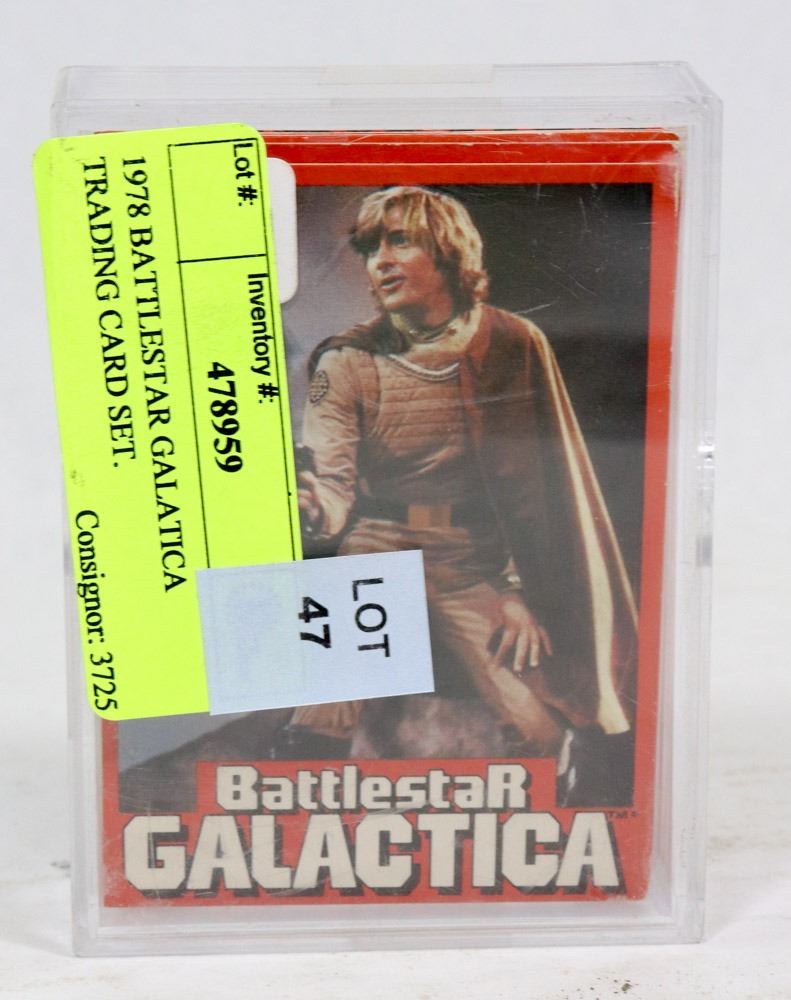 Lot #:
Inventory #:
478959
1978 BATTLESTAR GALATICA
TRADING CARD SET.
Consignor: 3725
LOT
47
BattlestaR
GALACTICA